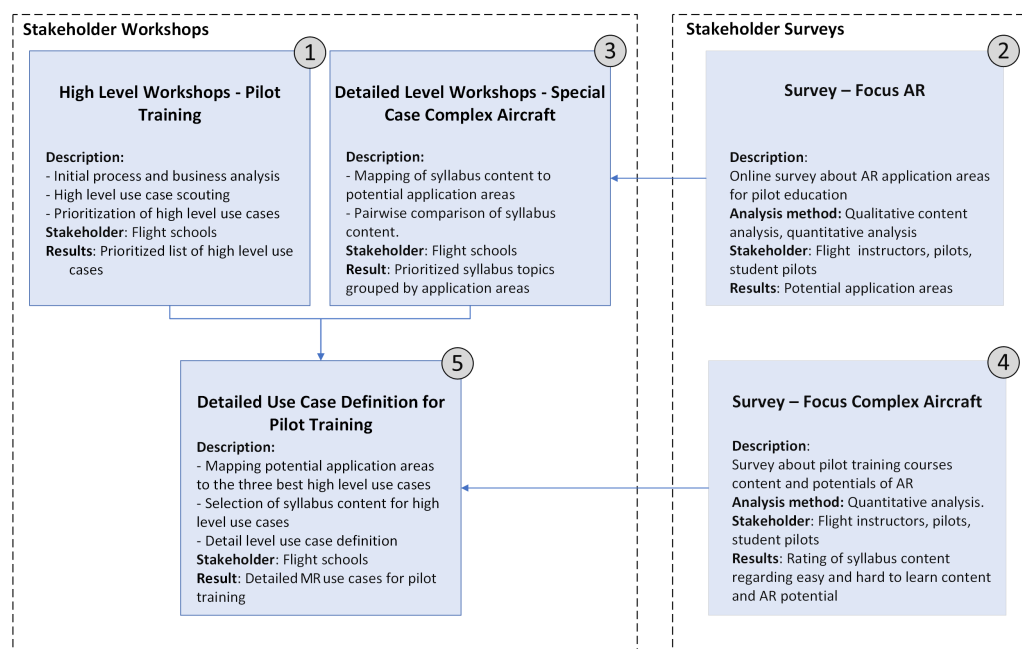 Stakeholder Workshops
1
High Level Workshops - Pilot
Training
Description:
- Initial process and business analysis
- High level use case scouting
- Prioritization of high level use cases
Stakeholder: Flight schools
Results: Prioritized list of high level use
cases
3
Detailed Level Workshops - Special
Case Complex Aircraft
Description:
- Mapping of syllabus content to
potential application areas
- Pairwise comparison of syllabus
content.
Stakeholder: Flight schools
Result: Prioritized syllabus topics
grouped by application areas
5
Detailed Use Case Definition for
Pilot Training
Description:
- Mapping potential application areas
to the three best high level use cases
- Selection of syllabus content for high
level use cases
- Detail level use case definition
Stakeholder: Flight schools
Result: Detailed MR use cases for pilot
training
Stakeholder Surveys
2
Survey – Focus AR
Description:
Online survey about AR application areas
for pilot education
Analysis method: Qualitative content
analysis, quantitative analysis
Stakeholder: Flight instructors, pilots,
student pilots
Results: Potential application areas
4
Survey – Focus Complex Aircraft
Description:
Survey about pilot training courses
content and potentials of AR
Analysis method: Quantitative analysis.
Stakeholder: Flight instructors, pilots,
student pilots
Results: Rating of syllabus content
regarding easy and hard to learn content
and AR potential